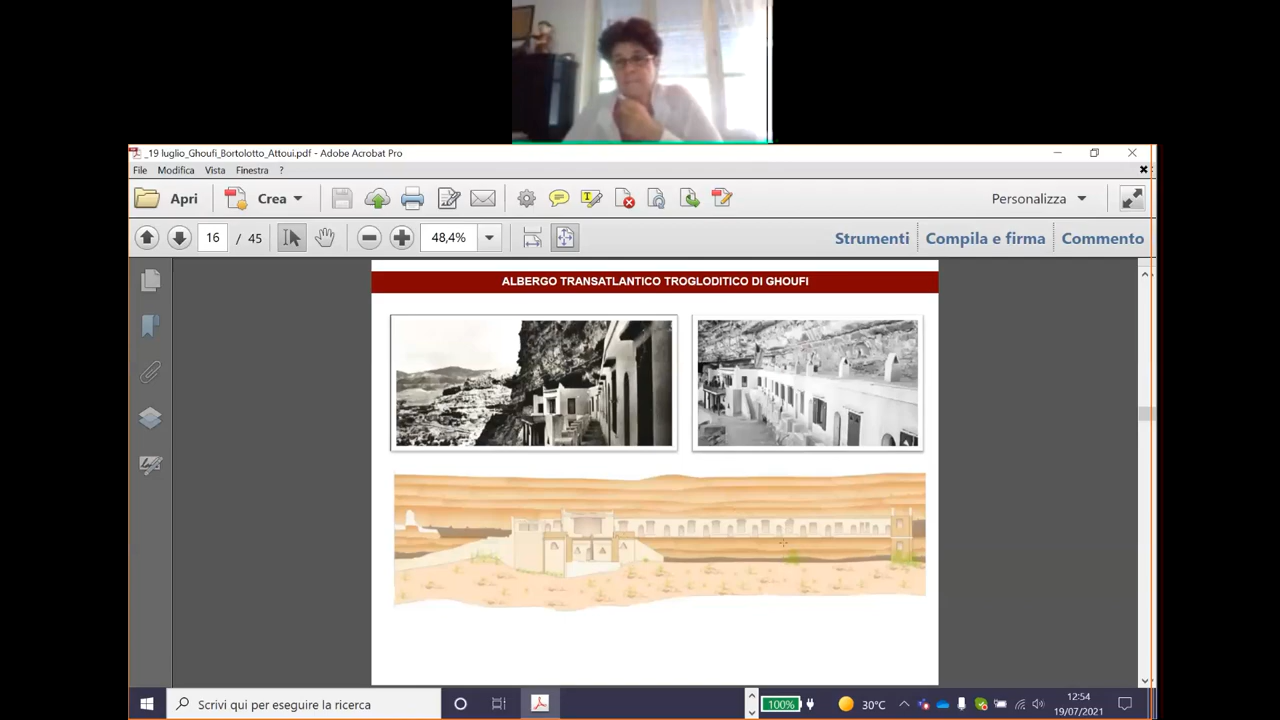 _19 luglio_Ghoufi_Bortolotto_Attoui.pdf - Adobe Acrobat Pro
File Modifica Vista Finestra ?
Apri Crea Personalizza
16 / 45 48,4% Strumenti Compila e firma Commento
ALBERGO TRANSATLANTICO TROGLODITICO DI GHOUFI
Scrivi qui per eseguire la ricerca 100% 30°C 12:54
19/07/2021